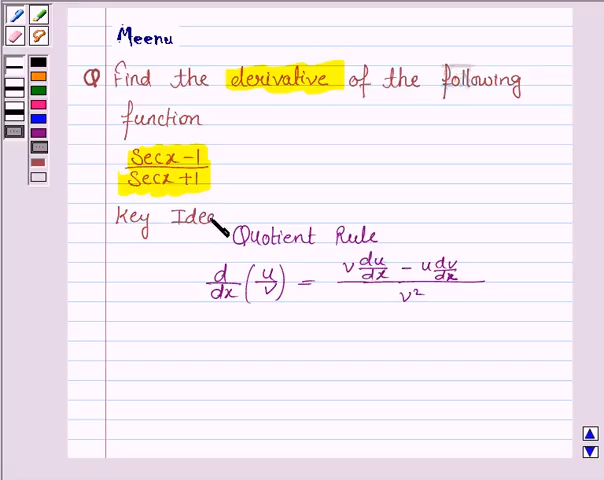 Meenu
Q Find the derivative of the following
function
Secx - 1
Secx + 1
Key Idea
Quotient Rule
d/dx (u/v) = (v du/dx - u dv/dx) / v²